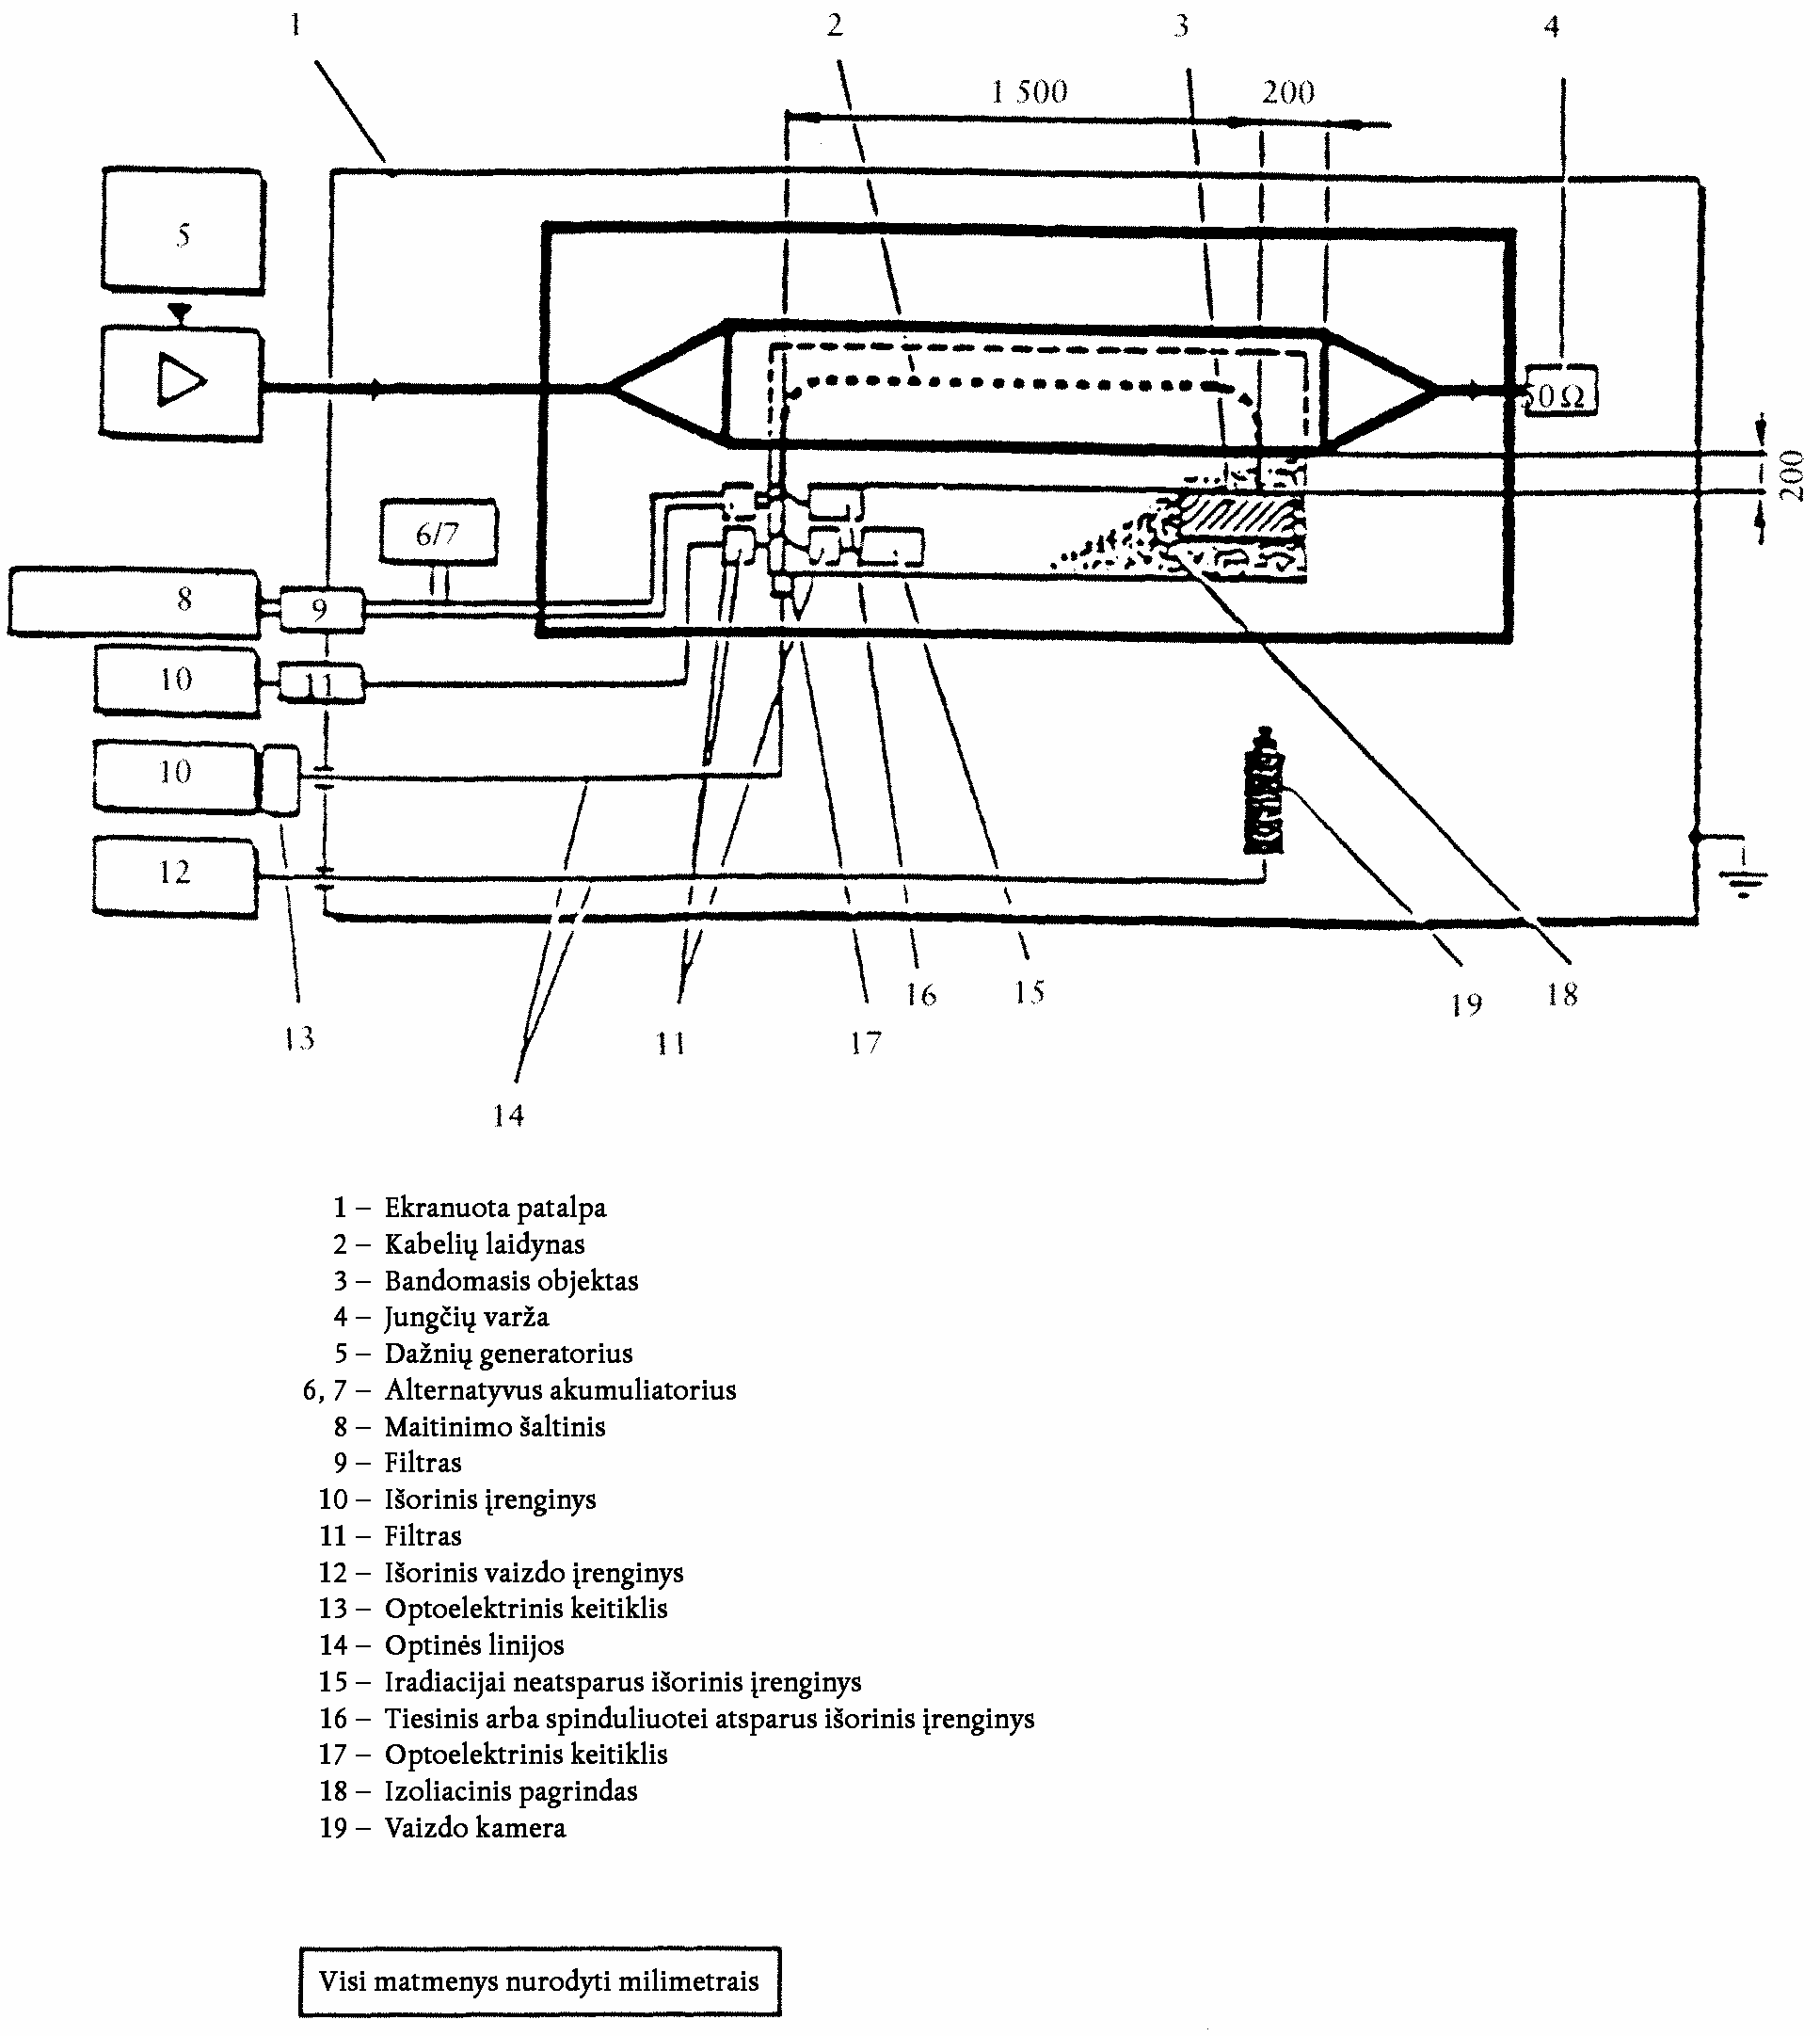 1 2 3 4
1 500 200
5
50 Ω
200
6/7
8 9
10 11
10
12
16 15 19 18
13 11 17
14
1 – Ekranuota patalpa
2 – Kabelių laidynas
3 – Bandomasis objektas
4 – Jungčių varža
5 – Dažnių generatorius
6, 7 – Alternatyvus akumuliatorius
8 – Maitinimo šaltinis
9 – Filtras
10 – Išorinis įrenginys
11 – Filtras
12 – Išorinis vaizdo įrenginys
13 – Optoelektrinis keitiklis
14 – Optinės linijos
15 – Iradiacijai neatsparus išorinis įrenginys
16 – Tiesinis arba spinduliuotei atsparus išorinis įrenginys
17 – Optoelektrinis keitiklis
18 – Izoliacinis pagrindas
19 – Vaizdo kamera
Visi matmenys nurodyti milimetrais